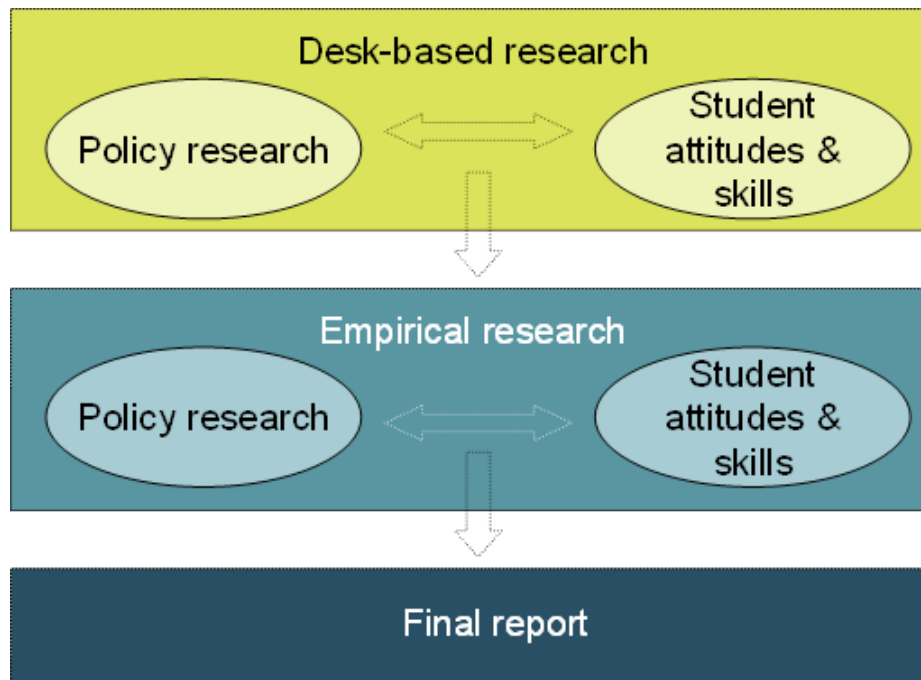 Desk-based research
Policy research
Student
attitudes &
skills
Empirical research
Policy research
Student
attitudes &
skills
Final report